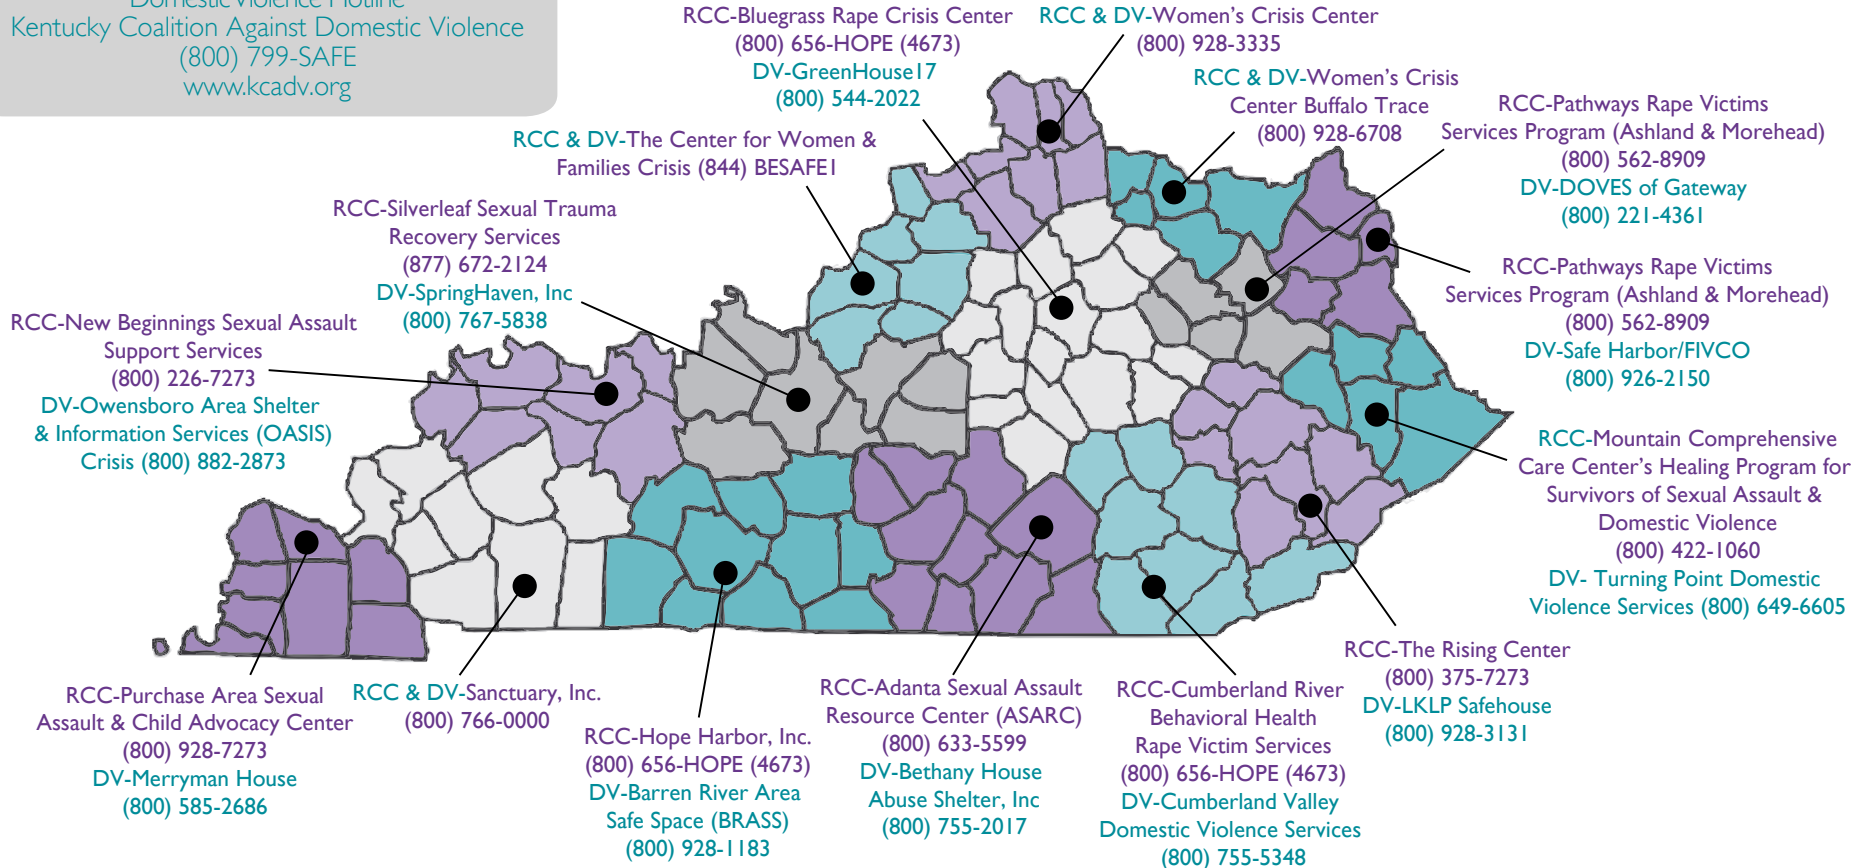 Domestic Violence Hotline
Kentucky Coalition Against Domestic Violence
(800) 799-SAFE
www.kcadv.org
RCC-Bluegrass Rape Crisis Center
(800) 656-HOPE (4673)
DV-GreenHouse17
(800) 544-2022
RCC & DV-Women's Crisis Center
(800) 928-3335
RCC & DV-Women's Crisis
Center Buffalo Trace
(800) 928-6708
RCC-Pathways Rape Victims
Services Program (Ashland & Morehead)
(800) 562-8909
DV-DOVES of Gateway
(800) 221-4361
RCC & DV-The Center for Women &
Families Crisis (844) BESAFE1
RCC-Silverleaf Sexual Trauma
Recovery Services
(877) 672-2124
DV-SpringHaven, Inc
(800) 767-5838
RCC-Pathways Rape Victims
Services Program (Ashland & Morehead)
(800) 562-8909
DV-Safe Harbor/FIVCO
(800) 926-2150
RCC-New Beginnings Sexual Assault
Support Services
(800) 226-7273
DV-Owensboro Area Shelter
& Information Services (OASIS)
Crisis (800) 882-2873
RCC-Mountain Comprehensive
Care Center's Healing Program for
Survivors of Sexual Assault &
Domestic Violence
(800) 422-1060
DV- Turning Point Domestic
Violence Services (800) 649-6605
RCC-Purchase Area Sexual
Assault & Child Advocacy Center
(800) 928-7273
DV-Merryman House
(800) 585-2686
RCC & DV-Sanctuary, Inc.
(800) 766-0000
RCC-Hope Harbor, Inc.
(800) 656-HOPE (4673)
DV-Barren River Area
Safe Space (BRASS)
(800) 928-1183
RCC-Adanta Sexual Assault
Resource Center (ASARC)
(800) 633-5599
DV-Bethany House
Abuse Shelter, Inc
(800) 755-2017
RCC-Cumberland River
Behavioral Health
Rape Victim Services
(800) 656-HOPE (4673)
DV-Cumberland Valley
Domestic Violence Services
(800) 755-5348
RCC-The Rising Center
(800) 375-7273
DV-LKLP Safehouse
(800) 928-3131